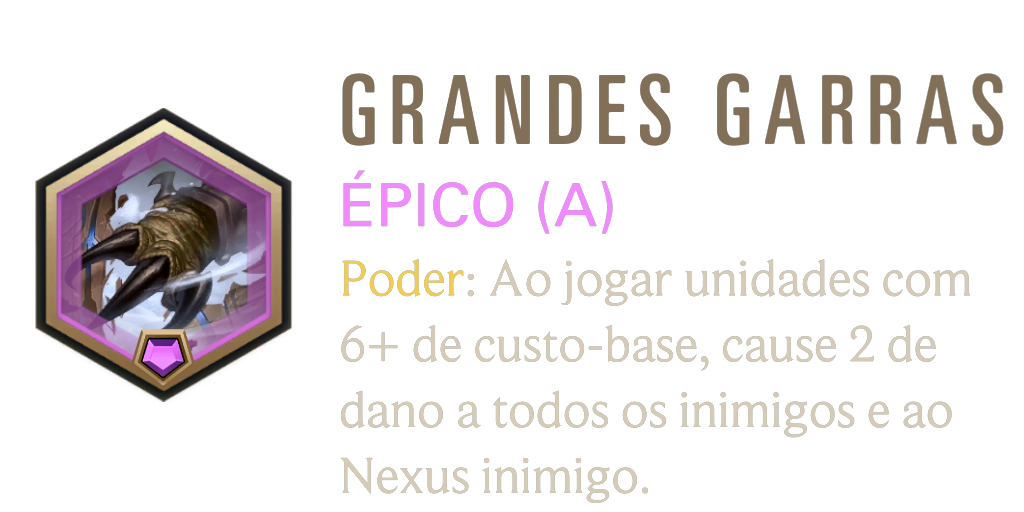 GRANDES GARRAS
ÉPICO (A)
Poder: Ao jogar unidades com
6+ de custo-base, cause 2 de
dano a todos os inimigos e ao
Nexus inimigo.